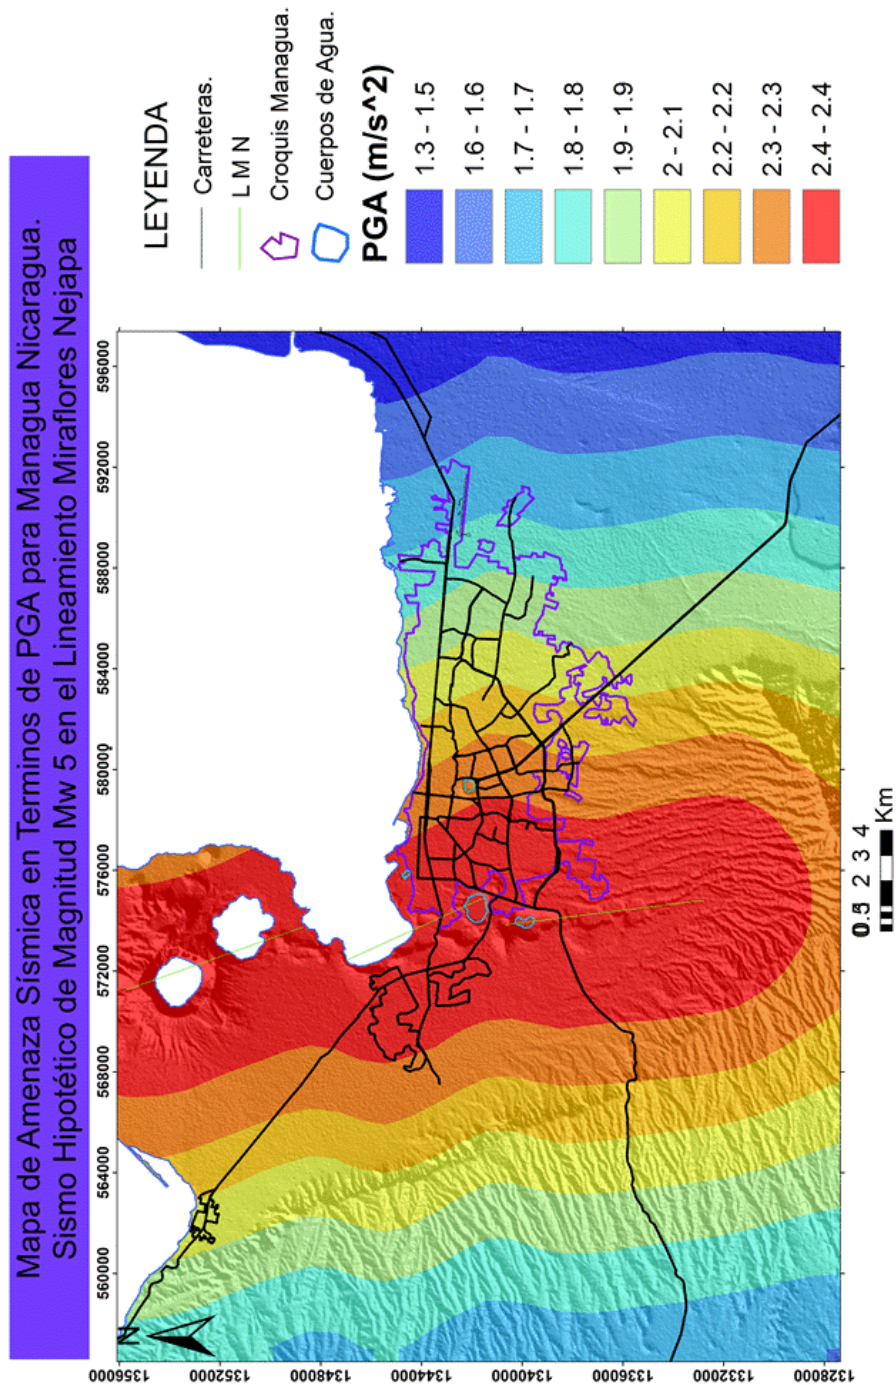 Mapa de Amenaza Sísmica en Terminos de PGA para Managua Nicaragua.
Sismo Hipotético de Magnitud Mw 5 en el Lineamiento Miraflores Nejapa
560000 564000 568000 572000 576000 580000 584000 588000 592000 596000
1356000
1352000
1348000
1344000
1340000
1336000
1332000
1328000
N
LEYENDA
Carreteras.
L M N
Croquis Managua.
Cuerpos de Agua.
PGA (m/s^2)
1.3 - 1.5
1.6 - 1.6
1.7 - 1.7
1.8 - 1.8
1.9 - 1.9
2 - 2.1
2.2 - 2.2
2.3 - 2.3
2.4 - 2.4
2 3 4
Km